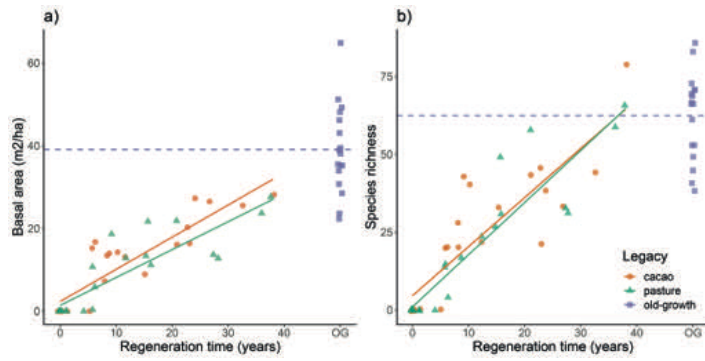 a)
Basal area (m2/ha)
60
40
20
0
0
10
20
30
40
OG
Regeneration time (years)
b)
Species richness
75
50
25
0
0
10
20
30
40
OG
Regeneration time (years)
Legacy
cacao
pasture
old-growth